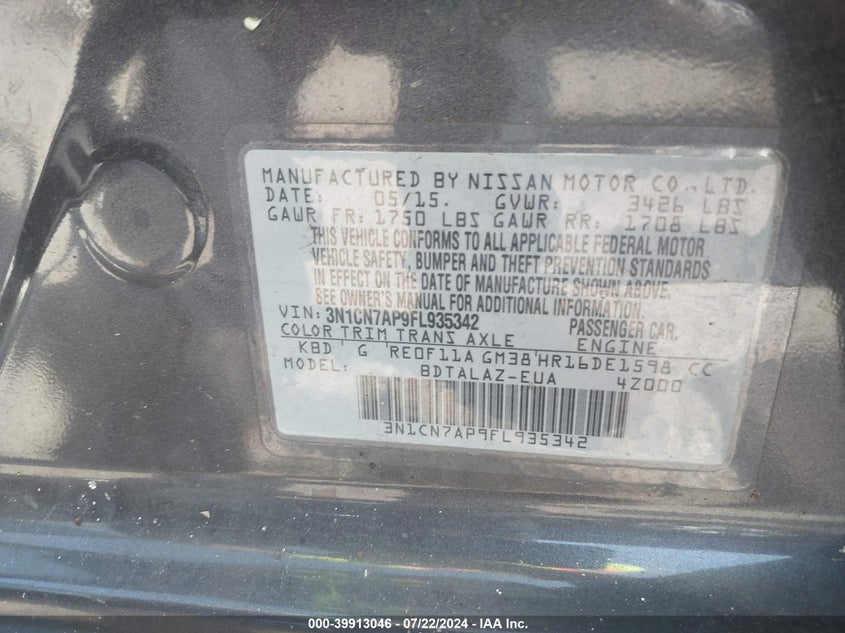 MANUFACTURED BY NISSAN MOTOR CO., LTD.
DATE: 05/15. GVWR: 3426 LBS
GAWR FR: 1750 LBS GAWR RR: 1708 LBS
THIS VEHICLE CONFORMS TO ALL APPLICABLE FEDERAL MOTOR
VEHICLE SAFETY, BUMPER AND THEFT PREVENTION STANDARDS
IN EFFECT ON THE DATE OF MANUFACTURE SHOWN ABOVE.
SEE OWNER'S MANUAL FOR ADDITIONAL INFORMATION.
VIN: 3N1CN7AP9FL935342 PASSENGER CAR,
COLOR TRIM TRANS AXLE ENGINE
KBD ' G 'RE0F11A GM38'HR16DE1598 CC
MODEL: BDTALAZ-EUA 4Z000
3N1CN7AP9FL935342
000-39913046 - 07/22/2024 - © IAA, Inc.